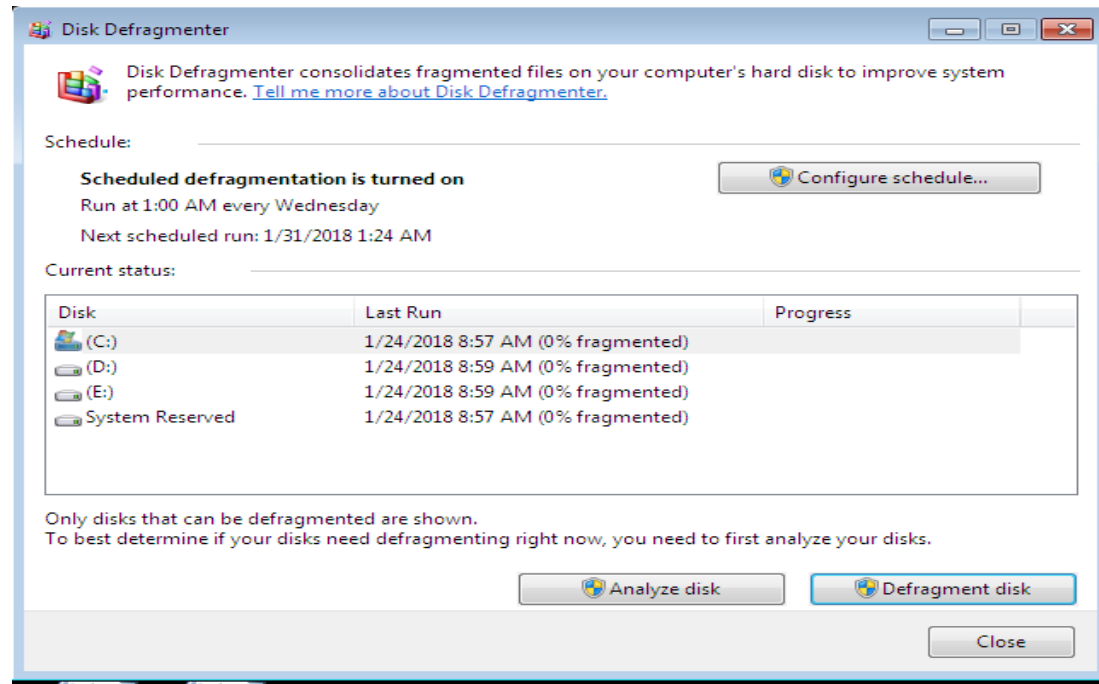 Disk Defragmenter
Disk Defragmenter consolidates fragmented files on your computer's hard disk to improve system
performance. Tell me more about Disk Defragmenter.
Schedule:
Scheduled defragmentation is turned on
Configure schedule...
Run at 1:00 AM every Wednesday
Next scheduled run: 1/31/2018 1:24 AM
Current status:
Disk Last Run Progress
(C:) 1/24/2018 8:57 AM (0% fragmented)
(D:) 1/24/2018 8:59 AM (0% fragmented)
(E:) 1/24/2018 8:59 AM (0% fragmented)
System Reserved 1/24/2018 8:57 AM (0% fragmented)
Only disks that can be defragmented are shown.
To best determine if your disks need defragmenting right now, you need to first analyze your disks.
Analyze disk Defragment disk
Close